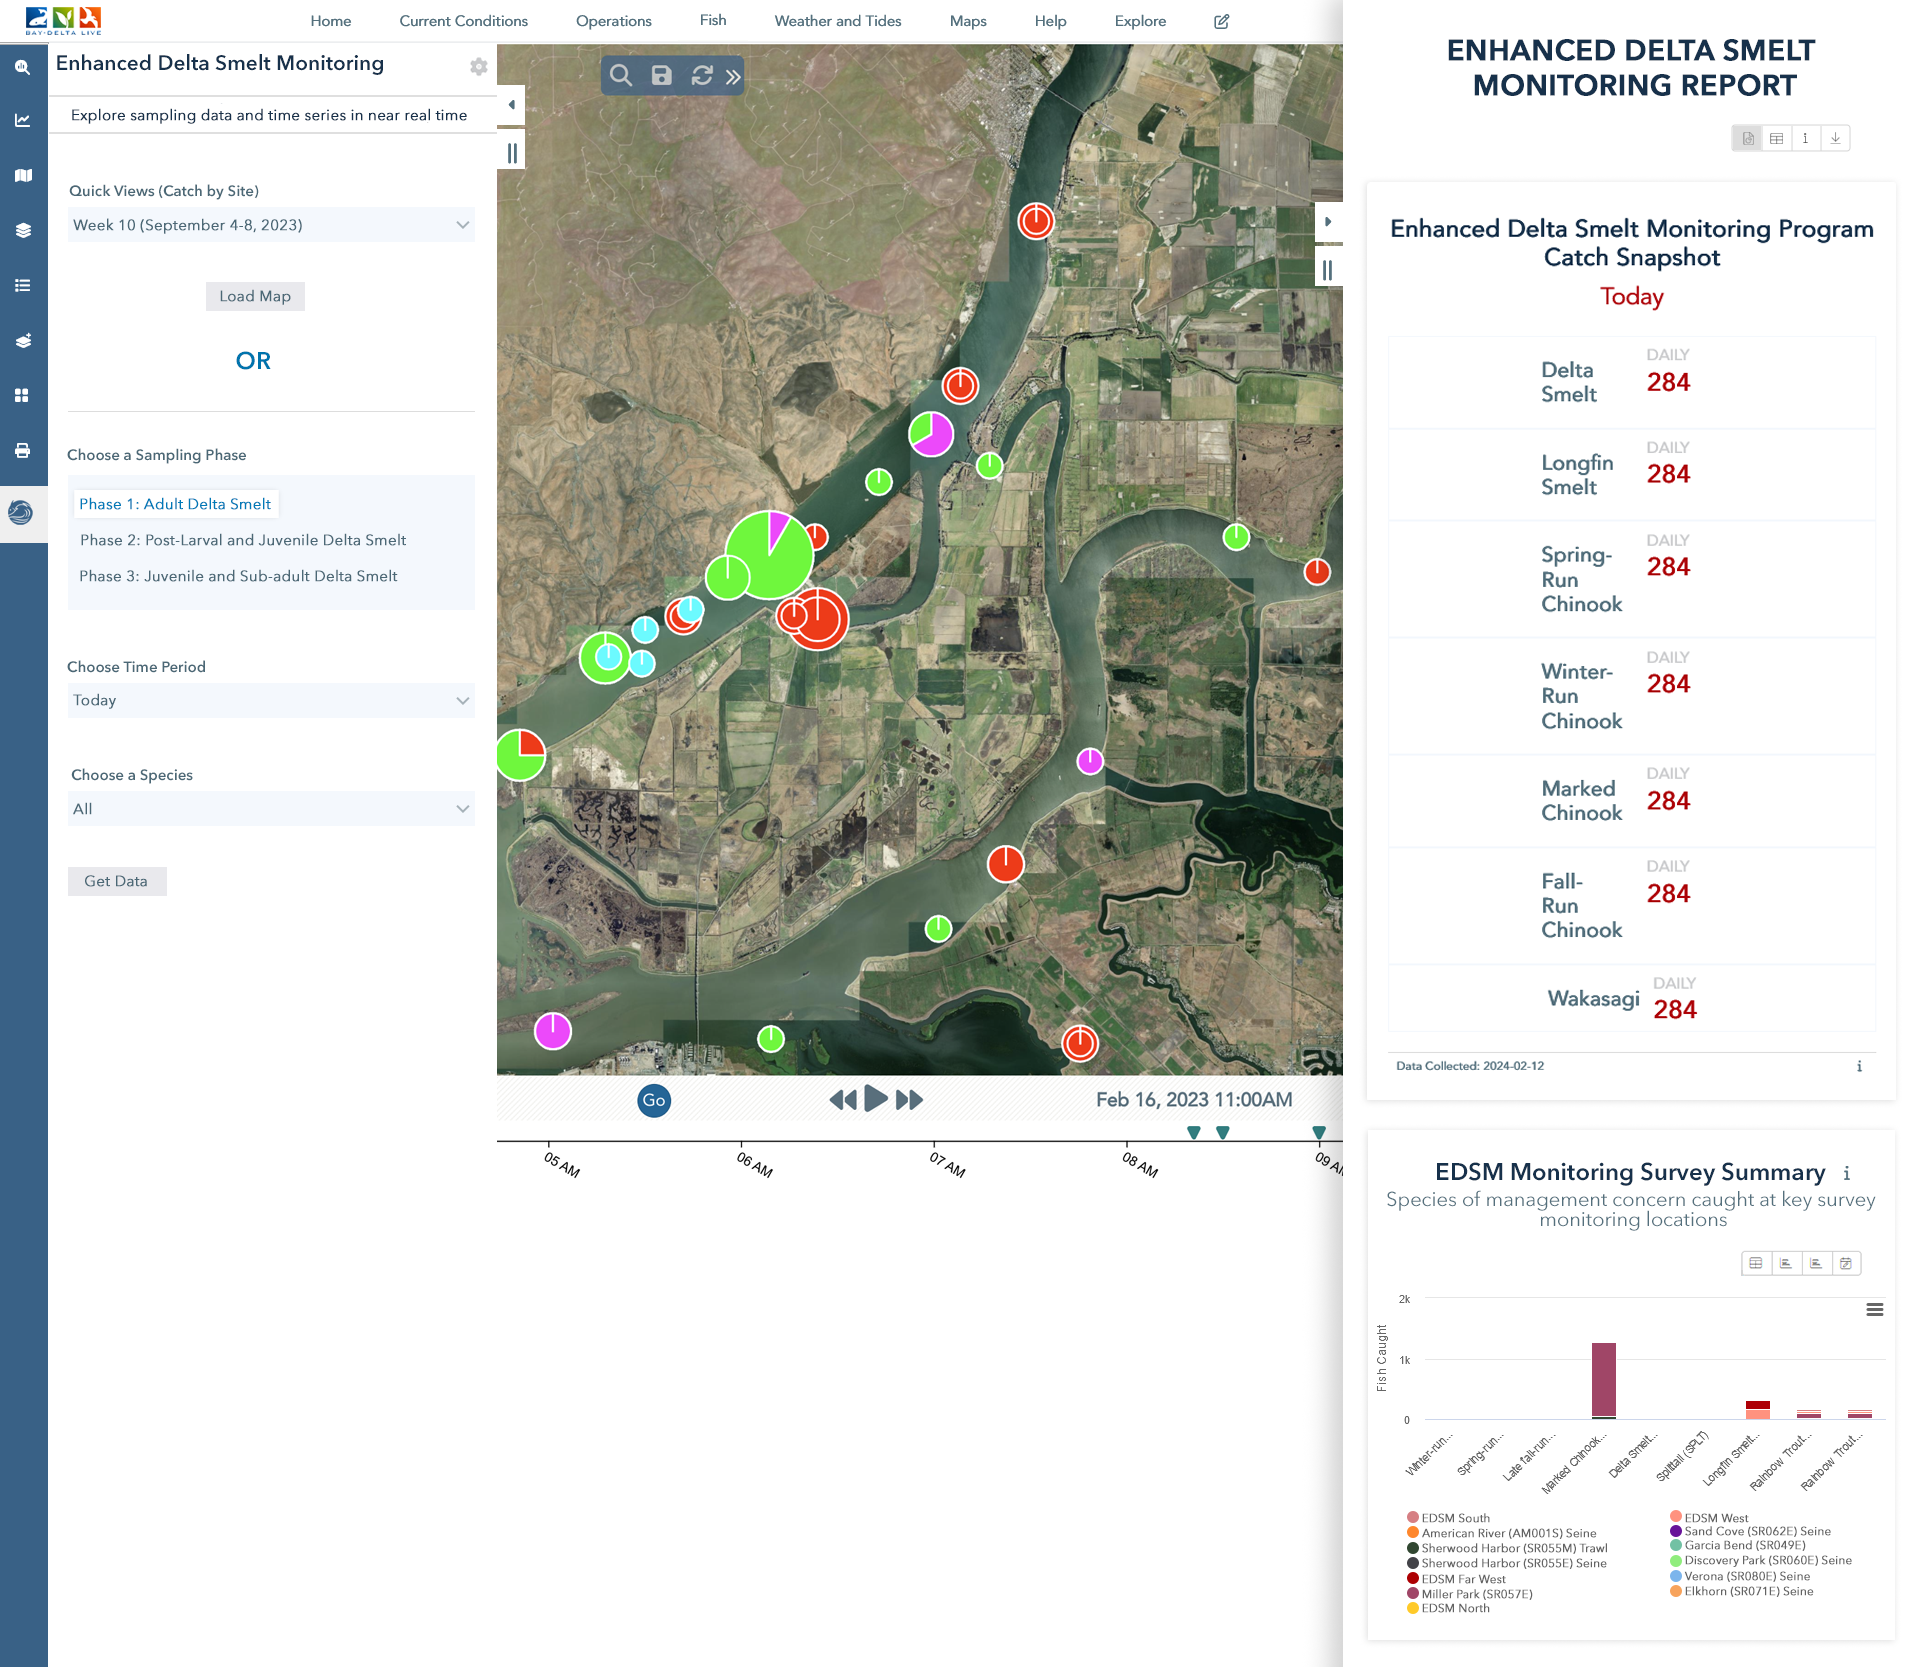 BAY-DELTA LIVE
Home
Current Conditions
Operations
Fish
Weather and Tides
Maps
Help
Explore
Enhanced Delta Smelt Monitoring
Explore sampling data and time series in near real time
Quick Views (Catch by Site)
Week 10 (September 4-8, 2023)
Load Map
OR
Choose a Sampling Phase
Phase 1: Adult Delta Smelt
Phase 2: Post-Larval and Juvenile Delta Smelt
Phase 3: Juvenile and Sub-adult Delta Smelt
Choose Time Period
Today
Choose a Species
All
Get Data
Go
Feb 16, 2023 11:00AM
05 AM
06 AM
07 AM
08 AM
09 AM
ENHANCED DELTA SMELT
MONITORING REPORT
Enhanced Delta Smelt Monitoring Program
Catch Snapshot
Today
Delta
Smelt
DAILY
284
Longfin
Smelt
DAILY
284
Spring-
Run
Chinook
DAILY
284
Winter-
Run
Chinook
DAILY
284
Marked
Chinook
DAILY
284
Fall-
Run
Chinook
DAILY
284
Wakasagi
DAILY
284
Data Collected: 2024-02-12
EDSM Monitoring Survey Summary
Species of management concern caught at key survey
monitoring locations
2k
1k
0
Fish Caught
Winter-run...
Spring-run...
Late fall-run...
Marked Chinook...
Delta Smelt...
Splittail (SPLT)
Longfin Smelt...
Rainbow Trout...
Rainbow Trout...
EDSM South
American River (AM001S) Seine
Sherwood Harbor (SR055M) Trawl
Sherwood Harbor (SR055E) Seine
EDSM Far West
Miller Park (SR057E)
EDSM North
EDSM West
Sand Cove (SR062E) Seine
Garcia Bend (SR049E)
Discovery Park (SR060E) Seine
Verona (SR080E) Seine
Elkhorn (SR071E) Seine